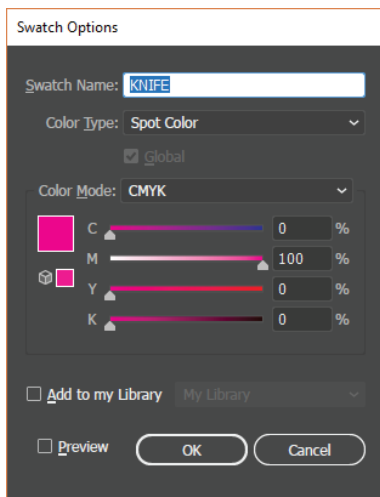 Swatch Options
Swatch Name: KNIFE
Color Type: Spot Color
Global
Color Mode: CMYK
C 0 %
M 100 %
Y 0 %
K 0 %
Add to my Library My Library
Preview OK Cancel